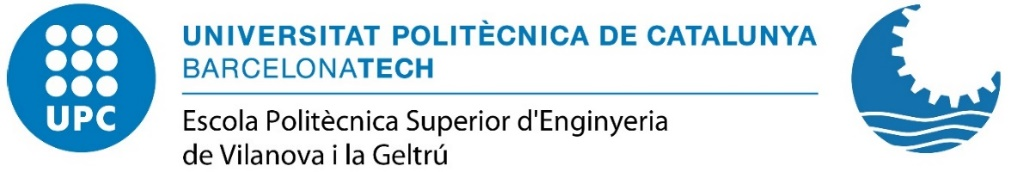 UPC
UNIVERSITAT POLITÈCNICA DE CATALUNYA
BARCELONATECH
Escola Politècnica Superior d'Enginyeria
de Vilanova i la Geltrú